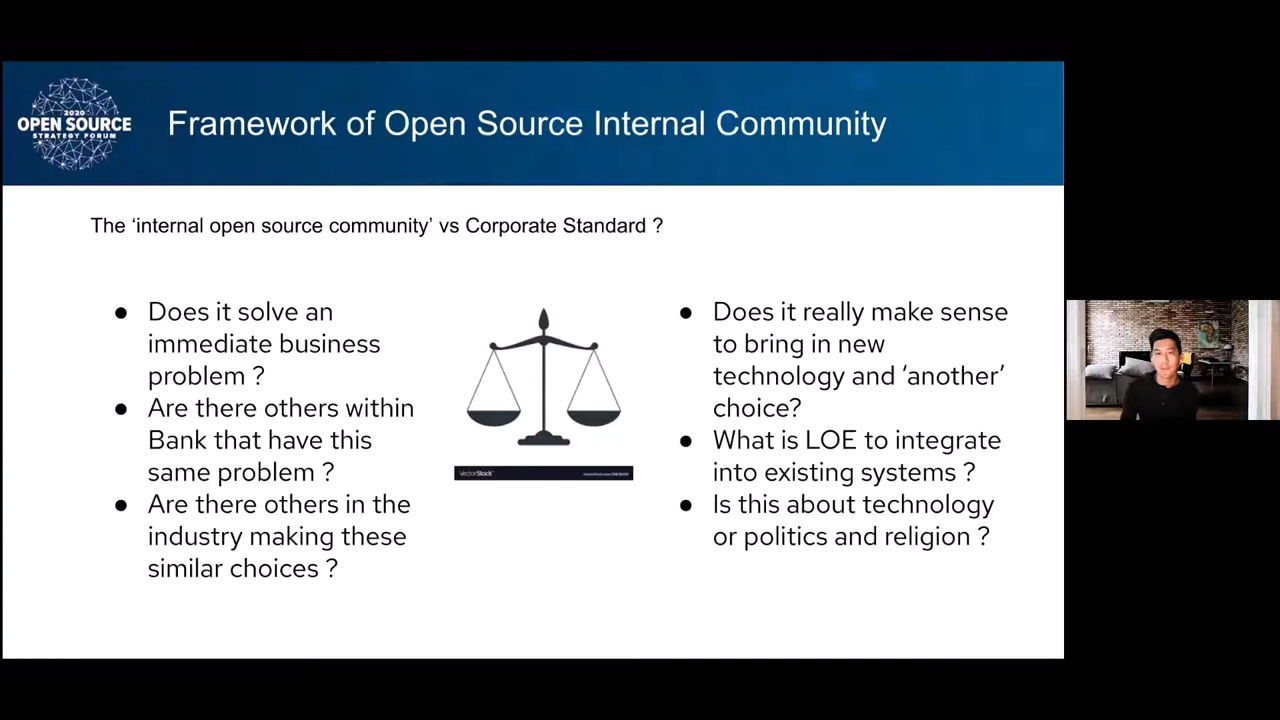 2020
OPEN SOURCE
STRATEGY FORUM
Framework of Open Source Internal Community
The ‘internal open source community’ vs Corporate Standard ?
● Does it solve an
immediate business
problem ?
● Are there others within
Bank that have this
same problem ?
● Are there others in the
industry making these
similar choices ?
VectorStock
● Does it really make sense
to bring in new
technology and ‘another’
choice?
● What is LOE to integrate
into existing systems ?
● Is this about technology
or politics and religion ?